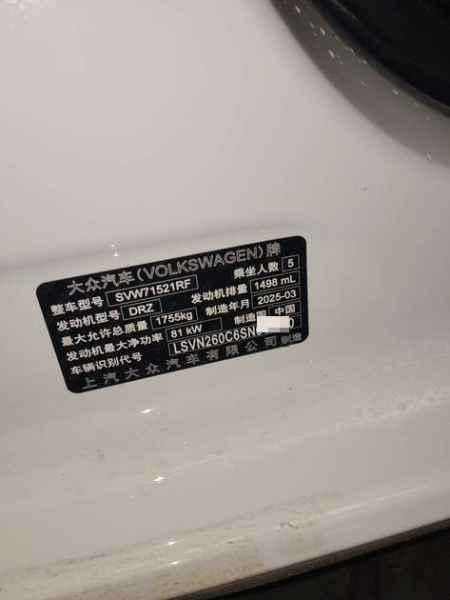 大众汽车(VOLKSWAGEN)牌
整车型号 SVW71521RF 乘坐人数 5
发动机型号 DRZ 发动机排量 1498 mL
最大允许总质量 1755kg 制造年月 2025-03
发动机最大净功率 81 kW 制造国 中国
车辆识别代号 LSVN260C6SN
上汽大众汽车有限公司 制造